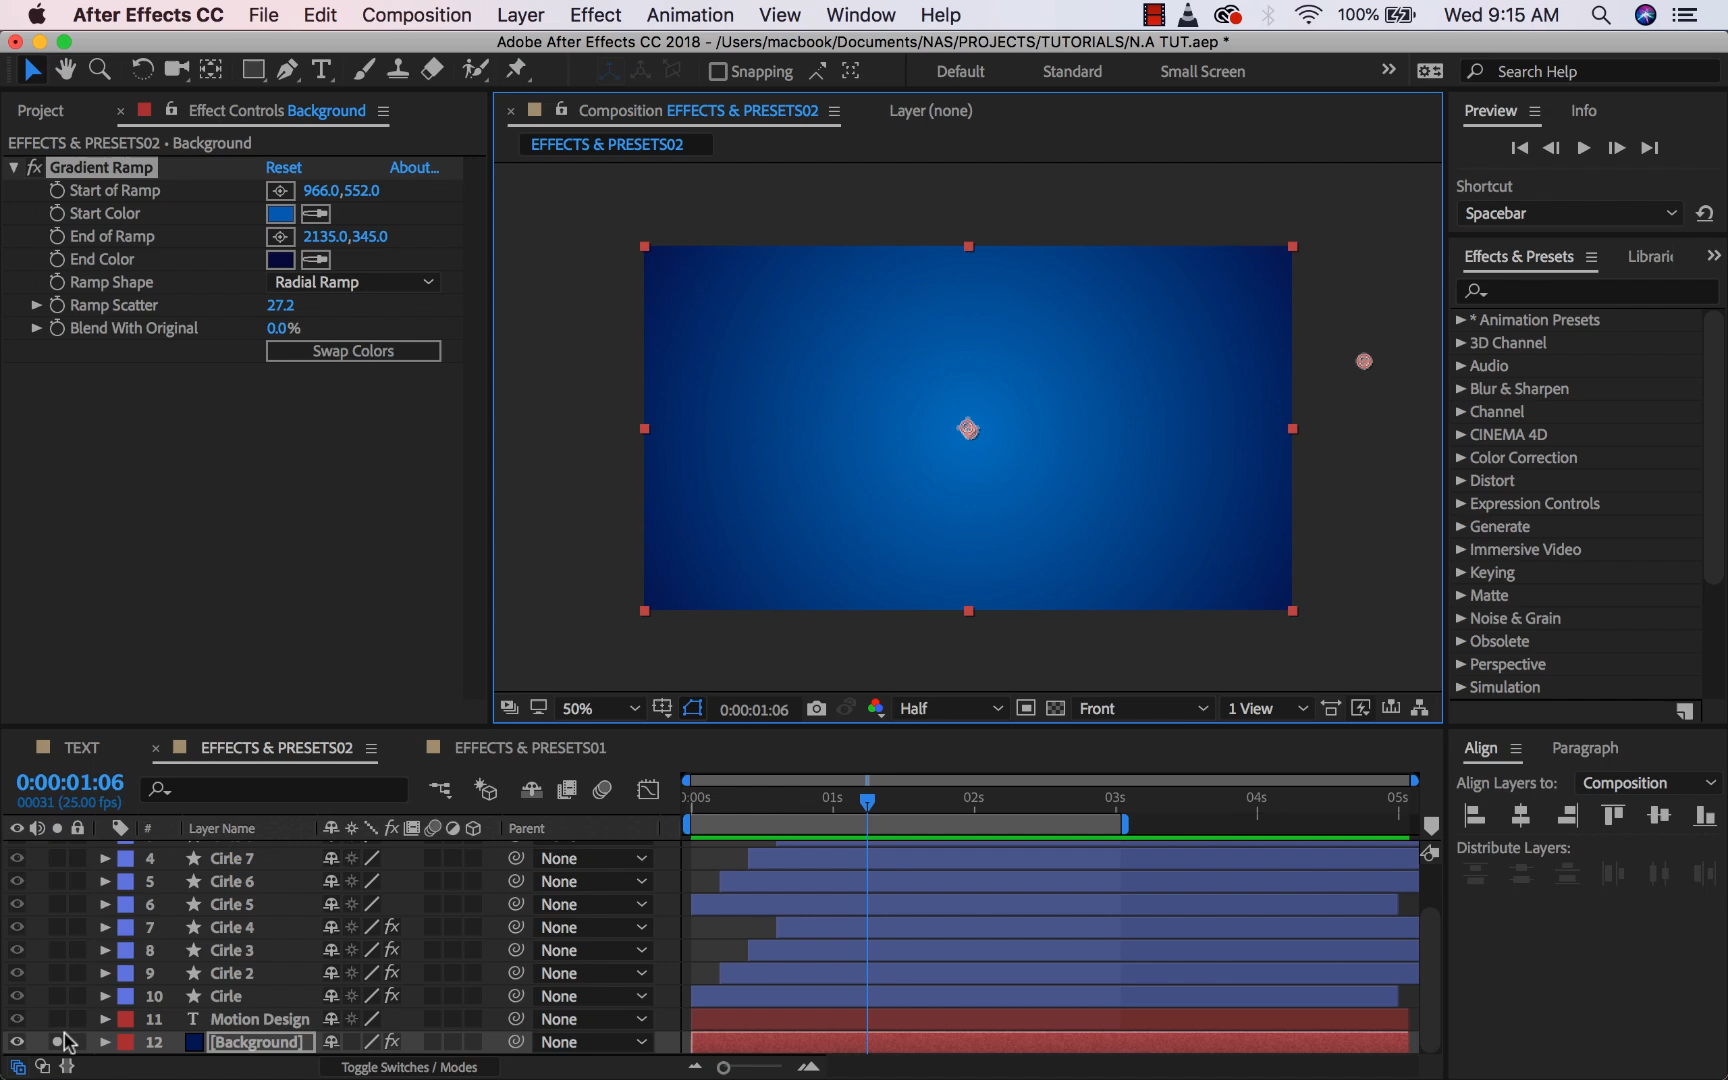 After Effects CC File Edit Composition Layer Effect Animation View Window Help 100% Wed 9:15 AM
Adobe After Effects CC 2018 - /Users/macbook/Documents/NAS/PROJECTS/TUTORIALS/N.A TUT.aep *
Snapping Default Standard Small Screen Search Help
Project Effect Controls Background
EFFECTS & PRESETS02 • Background
fx Gradient Ramp Reset About...
Start of Ramp 966.0,552.0
Start Color
End of Ramp 2135.0,345.0
End Color
Ramp Shape Radial Ramp
Ramp Scatter 27.2
Blend With Original 0.0%
Swap Colors
Composition EFFECTS & PRESETS02 Layer (none)
EFFECTS & PRESETS02
50% 0:00:01:06 Half Front 1 View
Preview Info
Shortcut
Spacebar
Effects & Presets Librari
* Animation Presets
3D Channel
Audio
Blur & Sharpen
Channel
CINEMA 4D
Color Correction
Distort
Expression Controls
Generate
Immersive Video
Keying
Matte
Noise & Grain
Obsolete
Perspective
Simulation
TEXT EFFECTS & PRESETS02 EFFECTS & PRESETS01
0:00:01:06
00031 (25.00 fps)
# Layer Name Parent
0:00s 01s 02s 03s 04s 05s
4 Cirle 7 None
5 Cirle 6 None
6 Cirle 5 None
7 Cirle 4 fx None
8 Cirle 3 fx None
9 Cirle 2 fx None
10 Cirle fx None
11 T Motion Design None
12 [Background] fx None
Toggle Switches / Modes
Align Paragraph
Align Layers to: Composition
Distribute Layers: